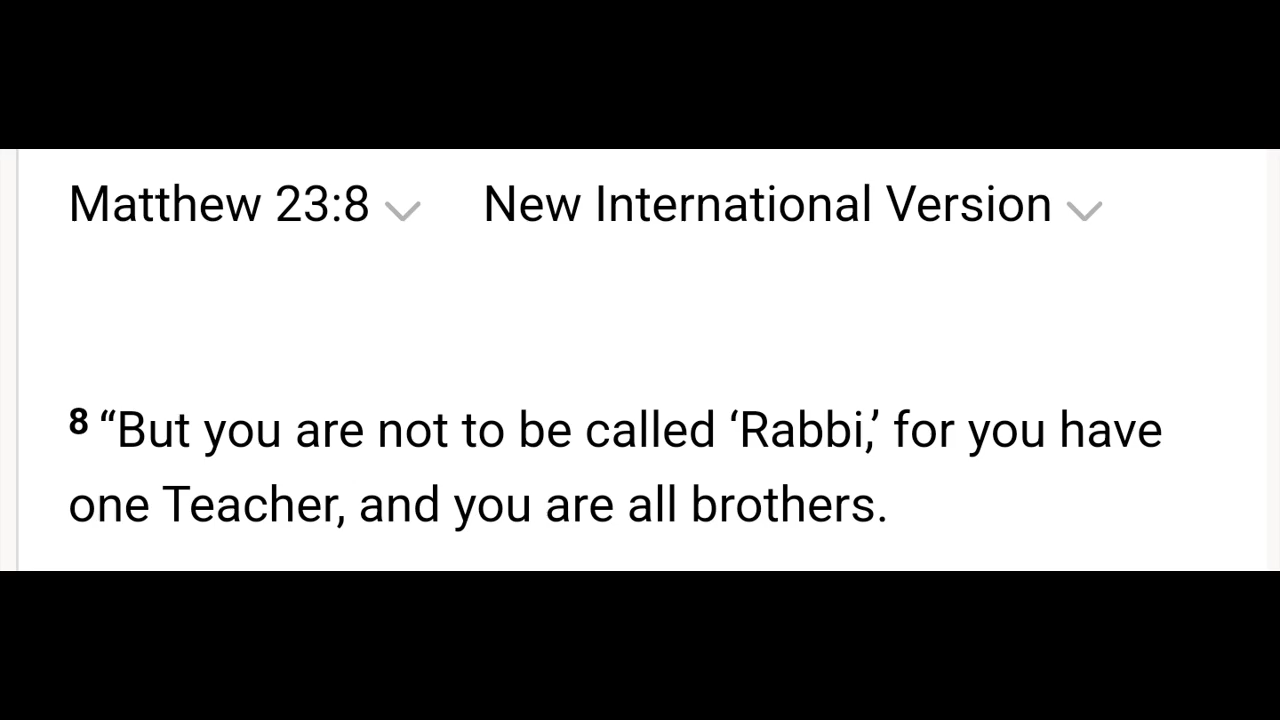 Matthew 23:8 New International Version
8 “But you are not to be called ‘Rabbi,’ for you have
one Teacher, and you are all brothers.